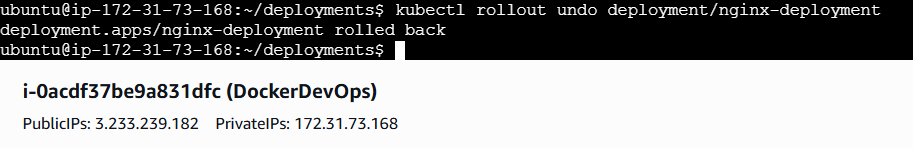 ubuntu@ip-172-31-73-168:~/deployments$ kubectl rollout undo deployment/nginx-deployment
deployment.apps/nginx-deployment rolled back
ubuntu@ip-172-31-73-168:~/deployments$
i-0acdf37be9a831dfc (DockerDevOps)
PublicIPs: 3.233.239.182 PrivateIPs: 172.31.73.168